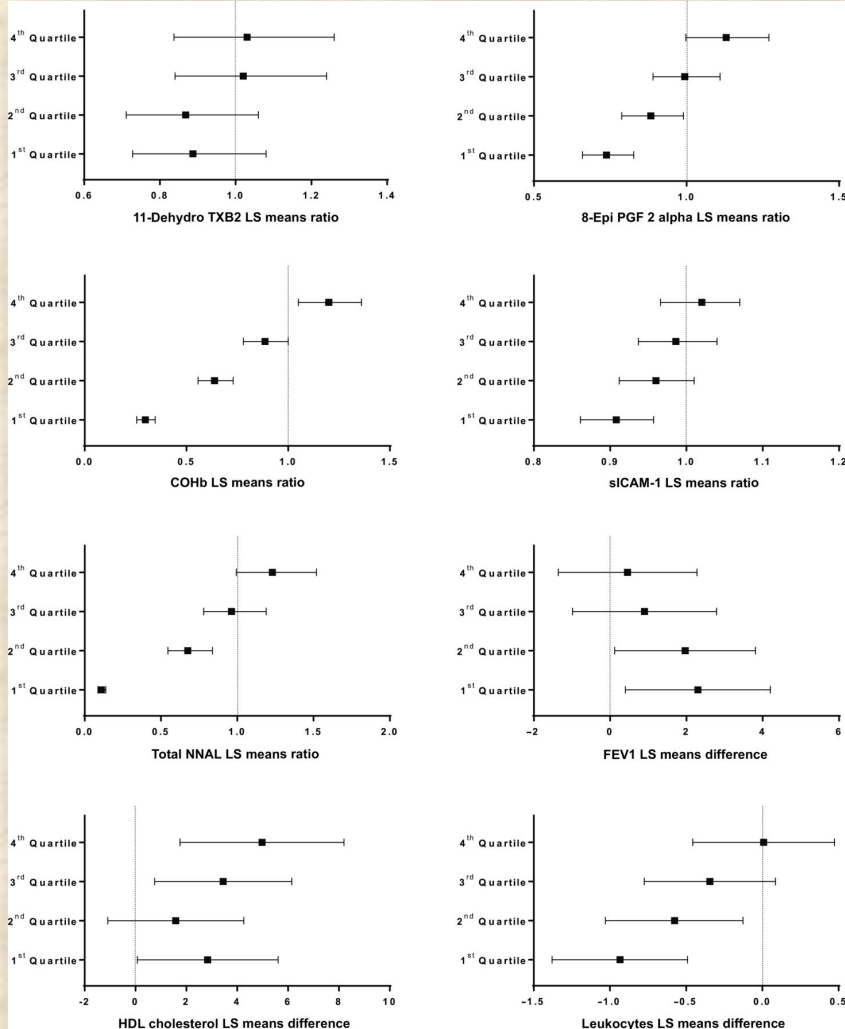 4th Quartile
3rd Quartile
2nd Quartile
1st Quartile
0.6 0.8 1.0 1.2 1.4
11-Dehydro TXB2 LS means ratio
4th Quartile
3rd Quartile
2nd Quartile
1st Quartile
0.5 1.0 1.5
8-Epi PGF 2 alpha LS means ratio
4th Quartile
3rd Quartile
2nd Quartile
1st Quartile
0.0 0.5 1.0 1.5
COHb LS means ratio
4th Quartile
3rd Quartile
2nd Quartile
1st Quartile
0.8 0.9 1.0 1.1 1.2
sICAM-1 LS means ratio
4th Quartile
3rd Quartile
2nd Quartile
1st Quartile
0.0 0.5 1.0 1.5 2.0
Total NNAL LS means ratio
4th Quartile
3rd Quartile
2nd Quartile
1st Quartile
−2 0 2 4 6
FEV1 LS means difference
4th Quartile
3rd Quartile
2nd Quartile
1st Quartile
-2 0 2 4 6 8 10
HDL cholesterol LS means difference
4th Quartile
3rd Quartile
2nd Quartile
1st Quartile
−1.5 −1.0 −0.5 0.0 0.5
Leukocytes LS means difference